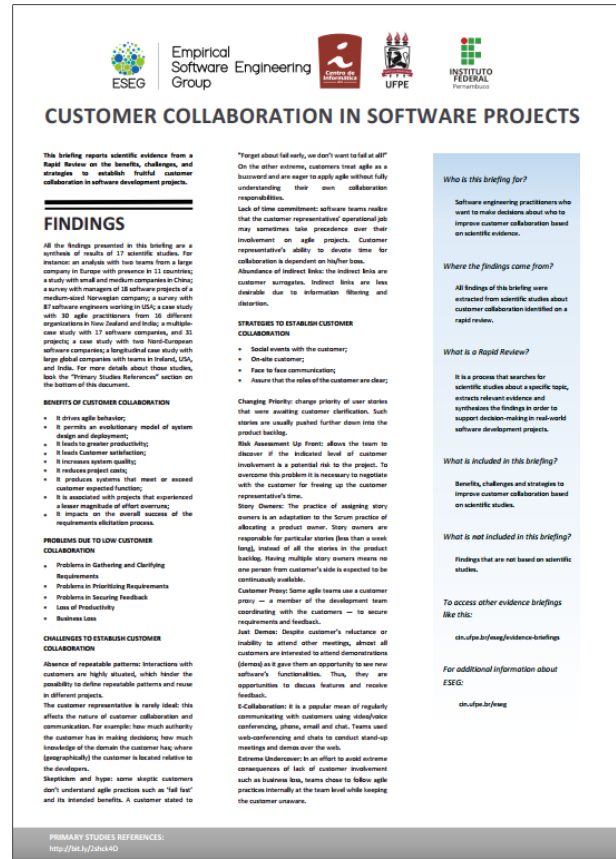 ESEG
Empirical
Software Engineering
Group
Centro de
Informática
UFPE
INSTITUTO
FEDERAL
Pernambuco
CUSTOMER COLLABORATION IN SOFTWARE PROJECTS
This briefing reports scientific evidence from a
Rapid Review on the benefits, challenges, and
strategies to establish fruitful customer
collaboration in software development projects.
FINDINGS
All the findings presented in this briefing are a
synthesis of results of 17 scientific studies. For
instance: an analysis with two teams from a large
company in Europe with presence in 11 countries;
a study with small and medium companies in China;
a survey with managers of 18 software projects of a
medium-sized Norwegian company; a survey with
87 software engineers working in USA; a case study
with 30 agile practitioners from 16 different
organizations in New Zealand and India; a multiple-
case study with 17 software companies, and 31
projects; a case study with two Nord-European
software companies; a longitudinal case study with
large global companies with teams in Ireland, USA,
and India. For more details about those studies,
look the "Primary Studies References" section on
the bottom of this document.
BENEFITS OF CUSTOMER COLLABORATION
• It drives agile behavior;
• It permits an evolutionary model of system
design and deployment;
• It leads to greater productivity;
• It leads Customer satisfaction;
• It increases system quality;
• It reduces project costs;
• It produces systems that meet or exceed
customer expected function;
• It is associated with projects that experienced
a lesser magnitude of effort overruns;
• It impacts on the overall success of the
requirements elicitation process.
PROBLEMS DUE TO LOW CUSTOMER
COLLABORATION
• Problems in Gathering and Clarifying
Requirements
• Problems in Prioritizing Requirements
• Problems in Securing Feedback
• Loss of Productivity
• Business Loss
CHALLENGES TO ESTABLISH CUSTOMER
COLLABORATION
Absence of repeatable patterns: Interactions with
customers are highly situated, which hinder the
possibility to define repeatable patterns and reuse
in different projects.
The customer representative is rarely ideal: this
affects the nature of customer collaboration and
communication. For example: how much authority
the customer has in making decisions; how much
knowledge of the domain the customer has; where
(geographically) the customer is located relative to
the developers.
Skepticism and hype: some skeptic customers
don't understand agile practices such as 'fail fast'
and its intended benefits. A customer stated to
"Forget about fail early, we don't want to fail at all!"
On the other extreme, customers treat agile as a
buzzword and are eager to apply agile without fully
understanding their own collaboration
responsibilities.
Lack of time commitment: software teams realize
that the customer representatives' operational job
may sometimes take precedence over their
involvement on agile projects. Customer
representative's ability to devote time for
collaboration is dependent on his/her boss.
Abundance of indirect links: the indirect links are
customer surrogates. Indirect links are less
desirable due to information filtering and
distortion.
STRATEGIES TO ESTABLISH CUSTOMER
COLLABORATION
• Social events with the customer;
• On-site customer;
• Face to face communication;
• Assure that the roles of the customer are clear;
Changing Priority: change priority of user stories
that were awaiting customer clarification. Such
stories are usually pushed further down into the
product backlog.
Risk Assessment Up Front: allows the team to
discover if the indicated level of customer
involvement is a potential risk to the project. To
overcome this problem it is necessary to negotiate
with the customer for freeing up the customer
representative's time.
Story Owners: The practice of assigning story
owners is an adaptation to the Scrum practice of
allocating a product owner. Story owners are
responsible for particular stories (less than a week
long), instead of all the stories in the product
backlog. Having multiple story owners means no
one person from customer's side is expected to be
continuously available.
Customer Proxy: Some agile teams use a customer
proxy — a member of the development team
coordinating with the customers — to secure
requirements and feedback.
Just Demos: Despite customer's reluctance or
inability to attend other meetings, almost all
customers are interested to attend demonstrations
(demos) as it gave them an opportunity to see new
software's functionalities. Thus, they are
opportunities to discuss features and receive
feedback.
E-Collaboration: it is a popular mean of regularly
communicating with customers using video/voice
conferencing, phone, email and chat. Teams used
web-conferencing and chats to conduct stand-up
meetings and demos over the web.
Extreme Undercover: In an effort to avoid extreme
consequences of lack of customer involvement
such as business loss, teams chose to follow agile
practices internally at the team level while keeping
the customer unaware.
Who is this briefing for?
Software engineering practitioners who
want to make decisions about who to
improve customer collaboration based
on scientific evidence.
Where the findings come from?
All findings of this briefing were
extracted from scientific studies about
customer collaboration identified on a
rapid review.
What is a Rapid Review?
It is a process that searches for
scientific studies about a specific topic,
extracts relevant evidence and
synthesizes the findings in order to
support decision-making in real-world
software development projects.
What is included in this briefing?
Benefits, challenges and strategies to
improve customer collaboration based
on scientific studies.
What is not included in this briefing?
Findings that are not based on scientific
studies.
To access other evidence briefings
like this:
cin.ufpe.br/eseg/evidence-briefings
For additional information about
ESEG:
cin.ufpe.br/eseg
PRIMARY STUDIES REFERENCES:
http://bit.ly/2shck4O